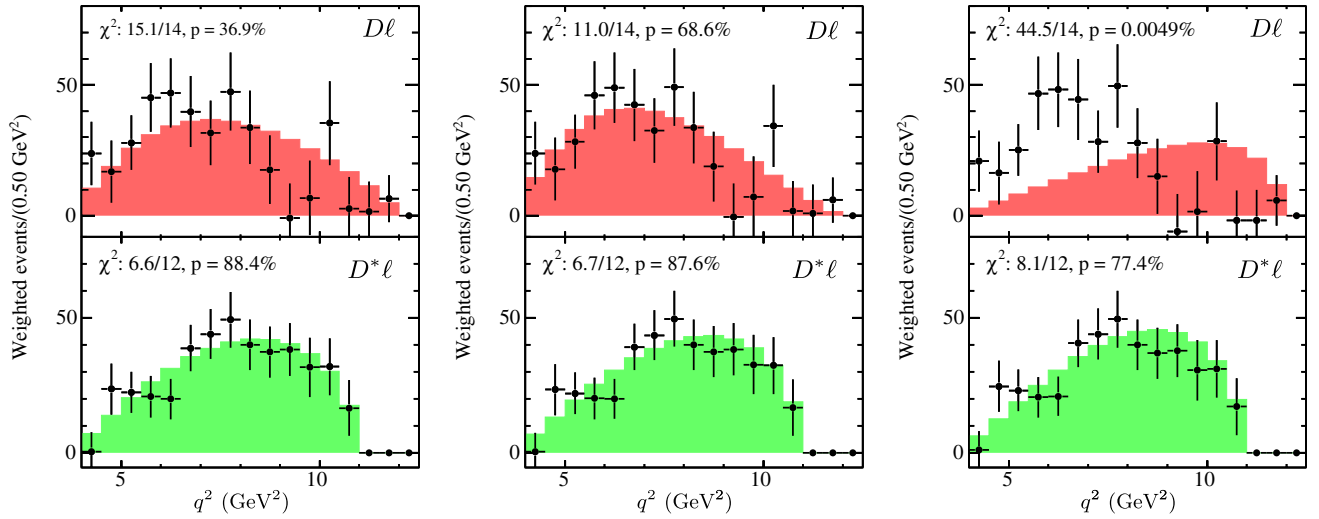 χ²: 15.1/14, p = 36.9%
Dℓ
50
0
χ²: 6.6/12, p = 88.4%
D*ℓ
50
0
5
10
q² (GeV²)
Weighted events/(0.50 GeV²)
χ²: 11.0/14, p = 68.6%
Dℓ
50
0
χ²: 6.7/12, p = 87.6%
D*ℓ
50
0
5
10
q² (GeV²)
Weighted events/(0.50 GeV²)
χ²: 44.5/14, p = 0.0049%
Dℓ
50
0
χ²: 8.1/12, p = 77.4%
D*ℓ
50
0
5
10
q² (GeV²)
Weighted events/(0.50 GeV²)